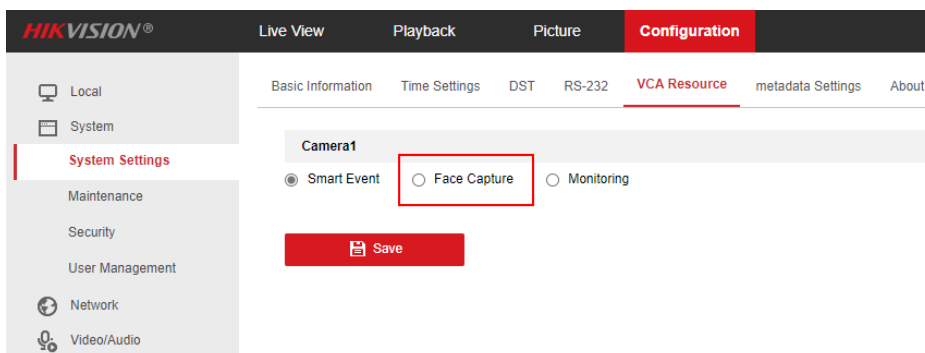 HIKVISION®
Live View Playback Picture Configuration
Local
System
System Settings
Maintenance
Security
User Management
Network
Video/Audio
Basic Information Time Settings DST RS-232 VCA Resource metadata Settings About
Camera1
Smart Event Face Capture Monitoring
Save